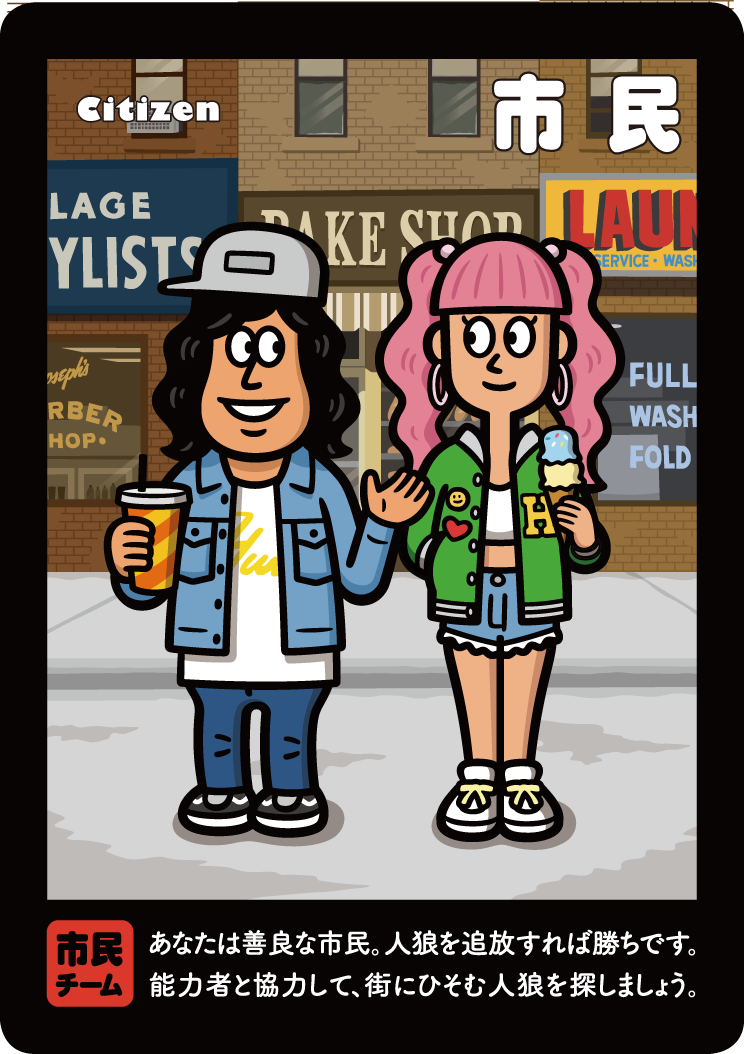 Citizen
市民
LAGE
YLISTS
BAKE SHOP
LAUN
SERVICE・WASH
Joseph's
RBER
HOP・
FULL
WASH
FOLD
H
市民
チーム
あなたは善良な市民。人狼を追放すれば勝ちです。
能力者と協力して、街にひそむ人狼を探しましょう。